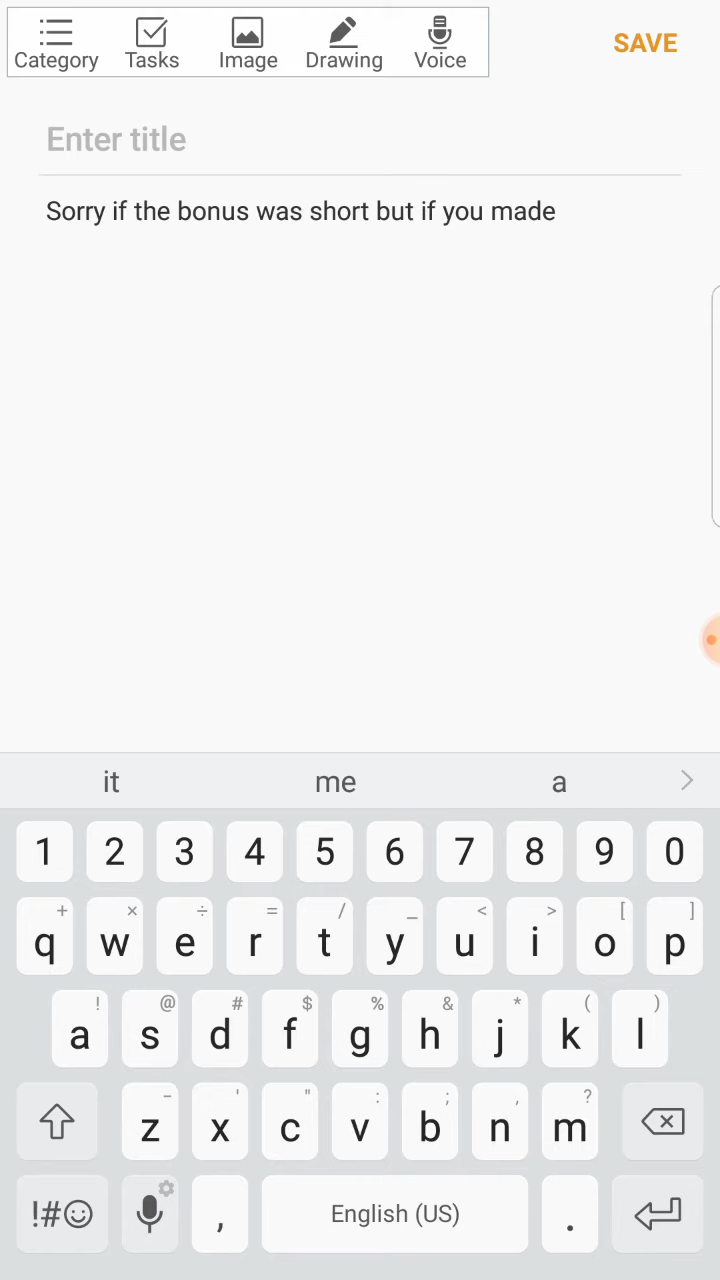 Category Tasks Image Drawing Voice SAVE
Enter title
Sorry if the bonus was short but if you made
it me a >
1 2 3 4 5 6 7 8 9 0
+ × ÷ = / _ < > [ ]
q w e r t y u i o p
! @ # $ % & * ( )
a s d f g h j k l
- ' " : ; , ?
z x c v b n m
!#☺ , English (US) .